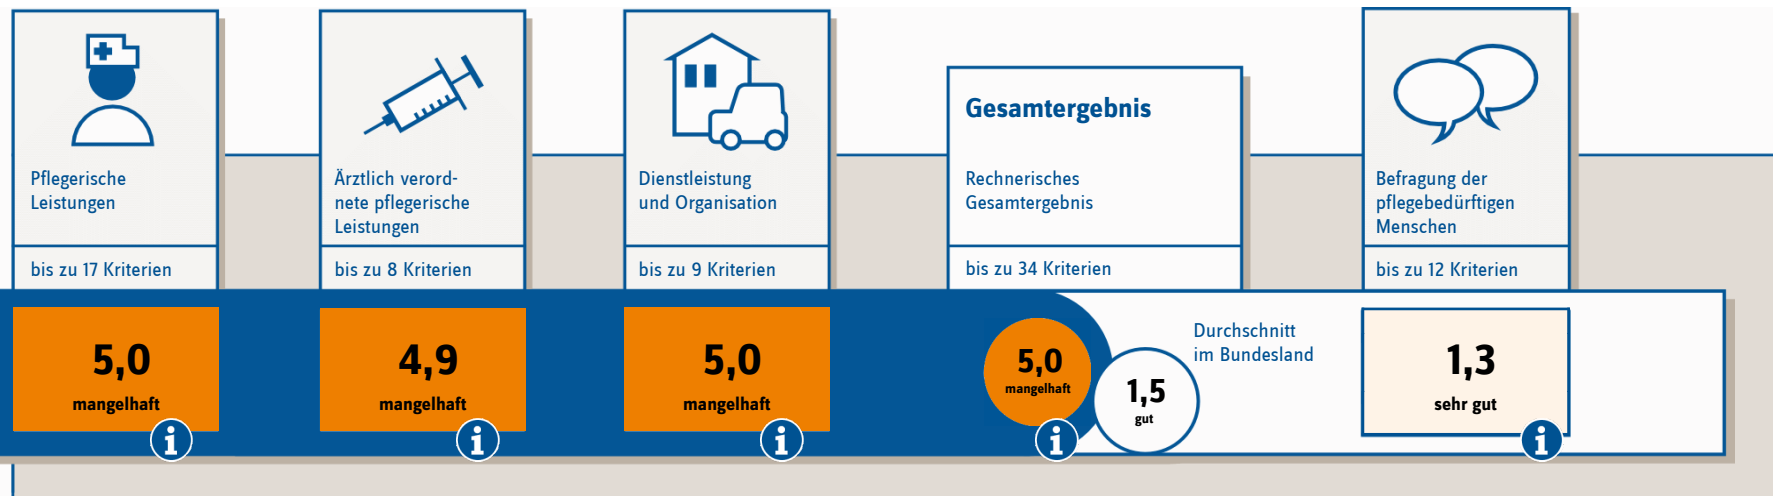 Pflegerische
Leistungen
bis zu 17 Kriterien
5,0
mangelhaft
i
Ärztlich verord-
nete pflegerische
Leistungen
bis zu 8 Kriterien
4,9
mangelhaft
i
Dienstleistung
und Organisation
bis zu 9 Kriterien
5,0
mangelhaft
i
Gesamtergebnis
Rechnerisches
Gesamtergebnis
bis zu 34 Kriterien
5,0
mangelhaft
i
Durchschnitt
im Bundesland
1,5
gut
Befragung der
pflegebedürftigen
Menschen
bis zu 12 Kriterien
1,3
sehr gut
i